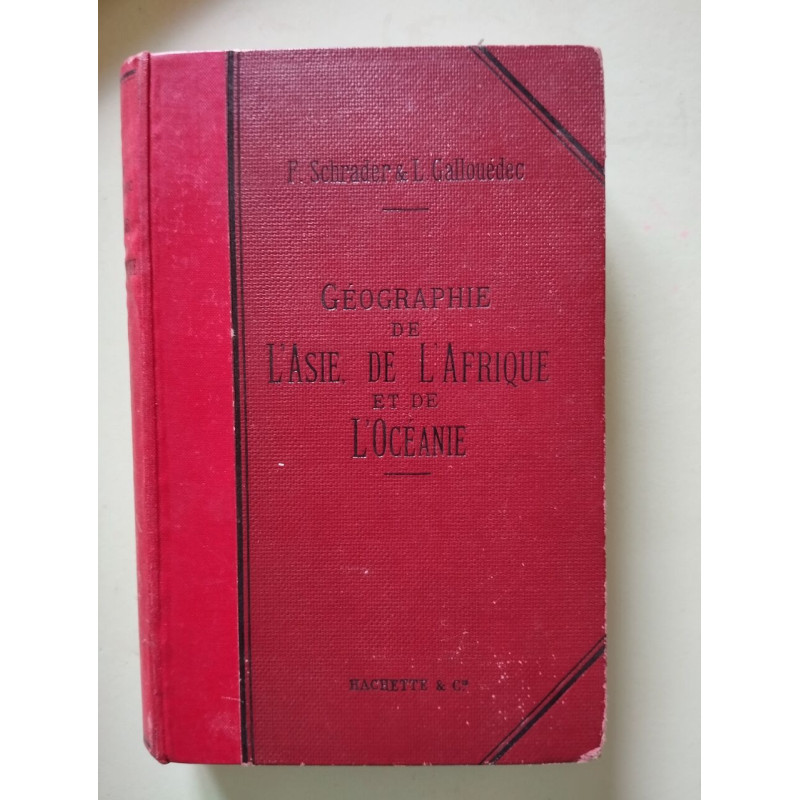 F. Schrader & L. Gallouédec
GÉOGRAPHIE
DE
L'ASIE, DE L'AFRIQUE
ET DE
L'OCÉANIE
HACHETTE & Cie